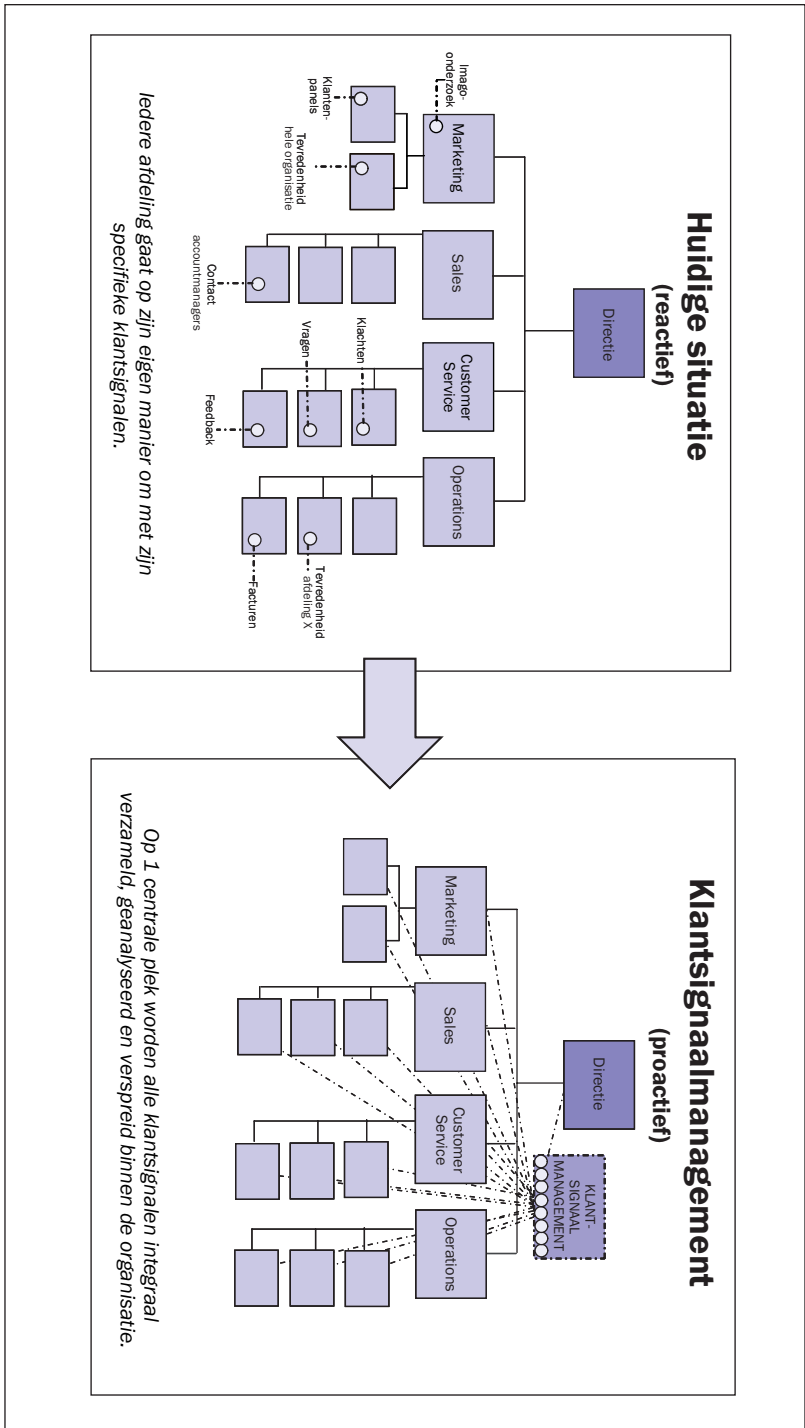 Huidige situatie
(reactief)
Directie
Marketing
Sales
Customer
Service
Operations
Imago-
onderzoek
Klanten-
panels
Tevredenheid
hele organisatie
Contact
accountmanagers
Klachten
Vragen
Feedback
Tevredenheid
afdeling X
Facturen
Iedere afdeling gaat op zijn eigen manier om met zijn
specifieke klantsignalen.
Klantsignaalmanagement
(proactief)
Directie
KLANT-
SIGNAAL
MANAGEMENT
Marketing
Sales
Customer
Service
Operations
Op 1 centrale plek worden alle klantsignalen integraal
verzameld, geanalyseerd en verspreid binnen de organisatie.